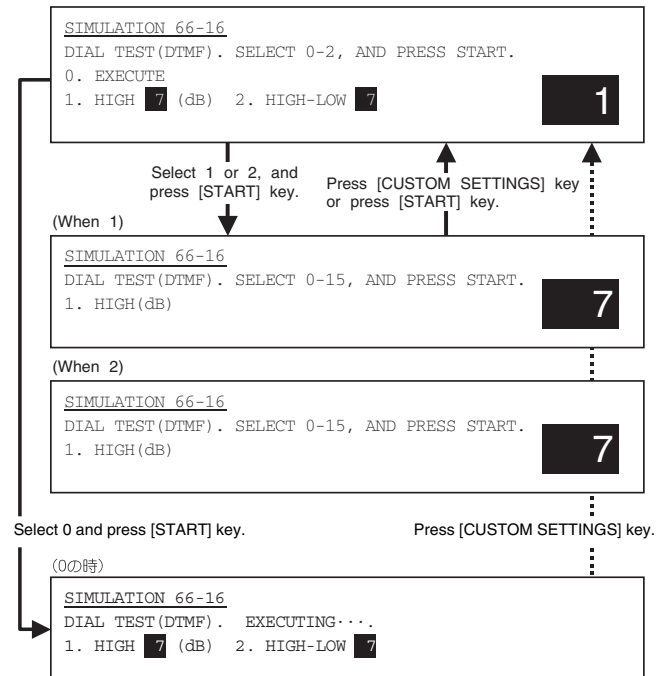 SIMULATION 66-16
DIAL TEST(DTMF). SELECT 0-2, AND PRESS START.
0. EXECUTE
1. HIGH 7 (dB) 2. HIGH-LOW 7
1
Select 1 or 2, and
press [START] key.
Press [CUSTOM SETTINGS] key
or press [START] key.
(When 1)
SIMULATION 66-16
DIAL TEST(DTMF). SELECT 0-15, AND PRESS START.
1. HIGH(dB)
7
(When 2)
SIMULATION 66-16
DIAL TEST(DTMF). SELECT 0-15, AND PRESS START.
1. HIGH(dB)
7
Select 0 and press [START] key.
Press [CUSTOM SETTINGS] key.
(0の時)
SIMULATION 66-16
DIAL TEST(DTMF). EXECUTING···.
1. HIGH 7 (dB) 2. HIGH-LOW 7